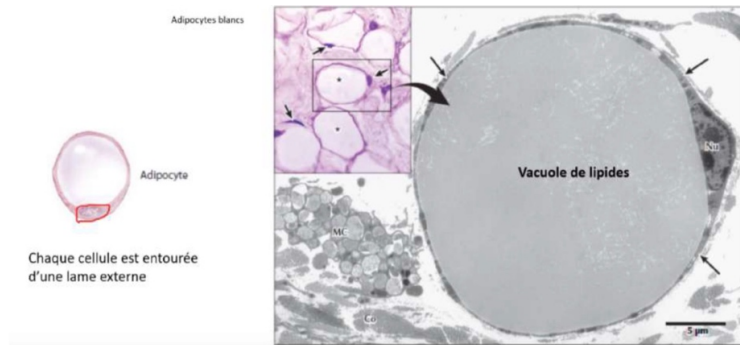 Adipocytes blancs
Adipocyte
Chaque cellule est entourée
d'une lame externe
Vacuole de lipides
Nu
MC
Co
5 µm